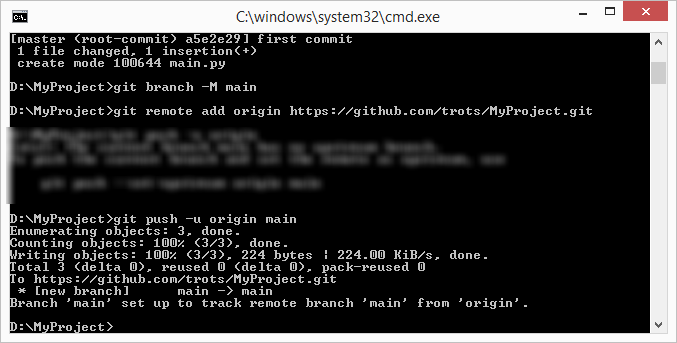 C:\windows\system32\cmd.exe
[master (root-commit) a5e2e29] first commit
 1 file changed, 1 insertion(+)
 create mode 100644 main.py
D:\MyProject>git branch -M main
D:\MyProject>git remote add origin https://github.com/trots/MyProject.git
D:\MyProject>git push -u origin main
Enumerating objects: 3, done.
Counting objects: 100% (3/3), done.
Writing objects: 100% (3/3), 224 bytes | 224.00 KiB/s, done.
Total 3 (delta 0), reused 0 (delta 0), pack-reused 0
To https://github.com/trots/MyProject.git
 * [new branch]      main -> main
Branch 'main' set up to track remote branch 'main' from 'origin'.
D:\MyProject>